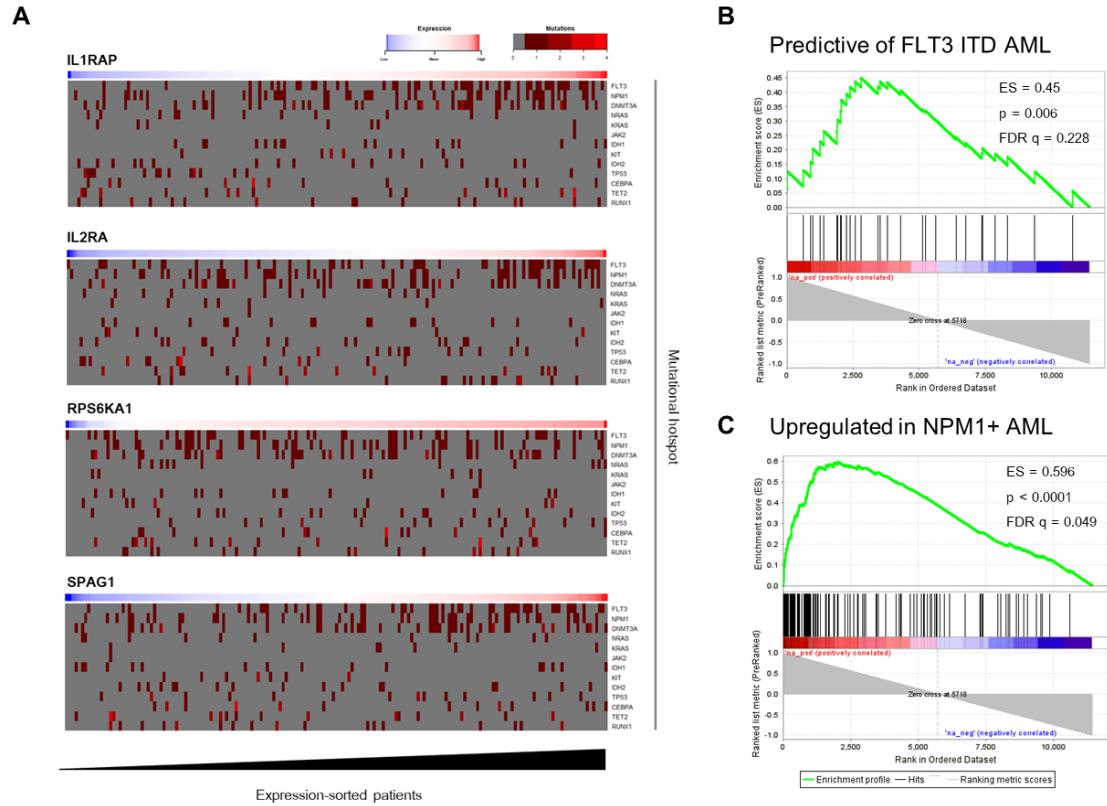 A
Expression
Low
Mean
High
Mutations
0
1
2
3
4
IL1RAP
FLT3
NPM1
DNMT3A
NRAS
KRAS
JAK2
IDH1
KIT
IDH2
TP53
CEBPA
TET2
RUNX1
IL2RA
FLT3
NPM1
DNMT3A
NRAS
KRAS
JAK2
IDH1
KIT
IDH2
TP53
CEBPA
TET2
RUNX1
RPS6KA1
FLT3
NPM1
DNMT3A
NRAS
KRAS
JAK2
IDH1
KIT
IDH2
TP53
CEBPA
TET2
RUNX1
SPAG1
FLT3
NPM1
DNMT3A
NRAS
KRAS
JAK2
IDH1
KIT
IDH2
TP53
CEBPA
TET2
RUNX1
Mutational hotspot
Expression-sorted patients
B
Predictive of FLT3 ITD AML
ES = 0.45
p = 0.006
FDR q = 0.228
Enrichment score (ES)
0.45
0.40
0.35
0.30
0.25
0.20
0.15
0.10
0.05
0.00
Ranked list metric (PreRanked)
1.0
0.5
0.0
-0.5
-1.0
'na_pos' (positively correlated)
Zero cross at 5718
'na_neg' (negatively correlated)
0
2,500
5,000
7,500
10,000
Rank in Ordered Dataset
C
Upregulated in NPM1+ AML
ES = 0.596
p < 0.0001
FDR q = 0.049
Enrichment score (ES)
0.6
0.5
0.4
0.3
0.2
0.1
0.0
Ranked list metric (PreRanked)
1.0
0.5
0.0
-0.5
-1.0
'na_pos' (positively correlated)
Zero cross at 5718
'na_neg' (negatively correlated)
0
2,500
5,000
7,500
10,000
Rank in Ordered Dataset
Enrichment profile
Hits
Ranking metric scores